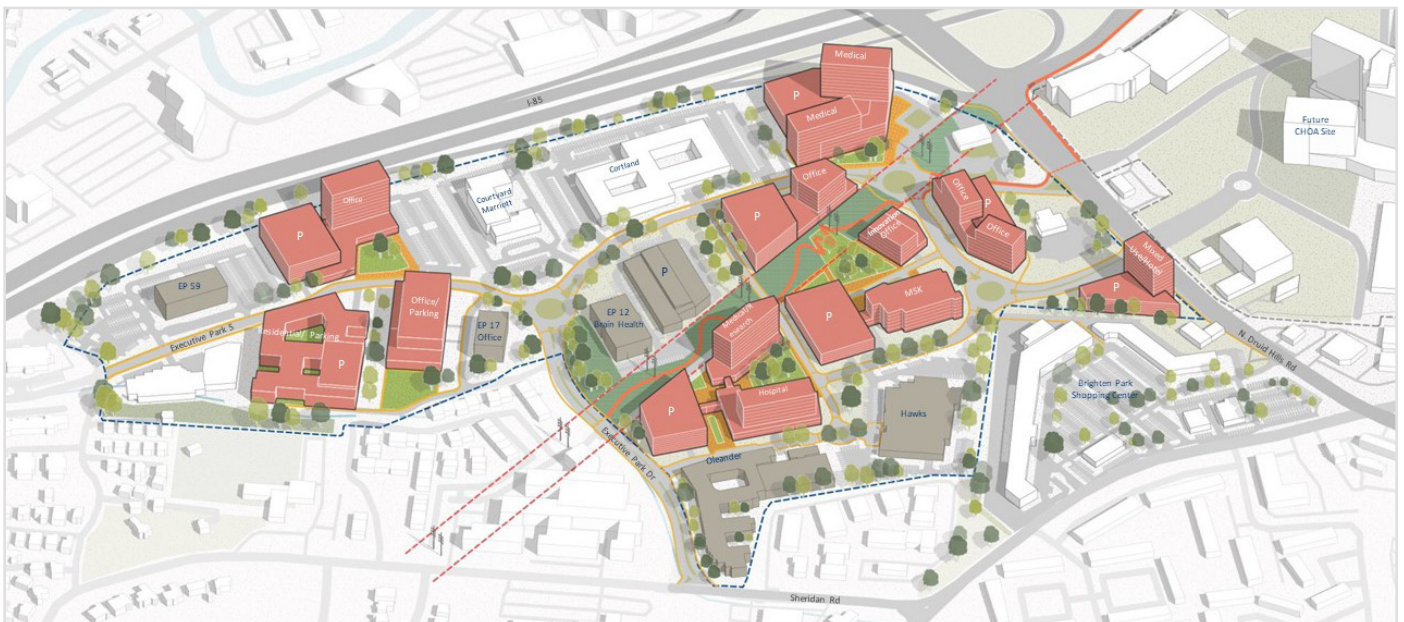 Medical
P
Medical
I-85
Future
CHOA Site
Cortland
Office
Courtyard
Marriott
Office
Office
P
P
P
Innovation
Office
Office
Mixed
Use/Hotel
P
P
EP 59
Office/
Parking
MSK
P
EP 12
Brain Health
Medical/R
esearch
EP 17
Office
Residential/ Parking
P
Executive Park S
N. Druid Hills Rd
Brighten Park
Shopping Center
Hospital
P
Hawks
Executive Park Dr
Oleander
Sheridan Rd